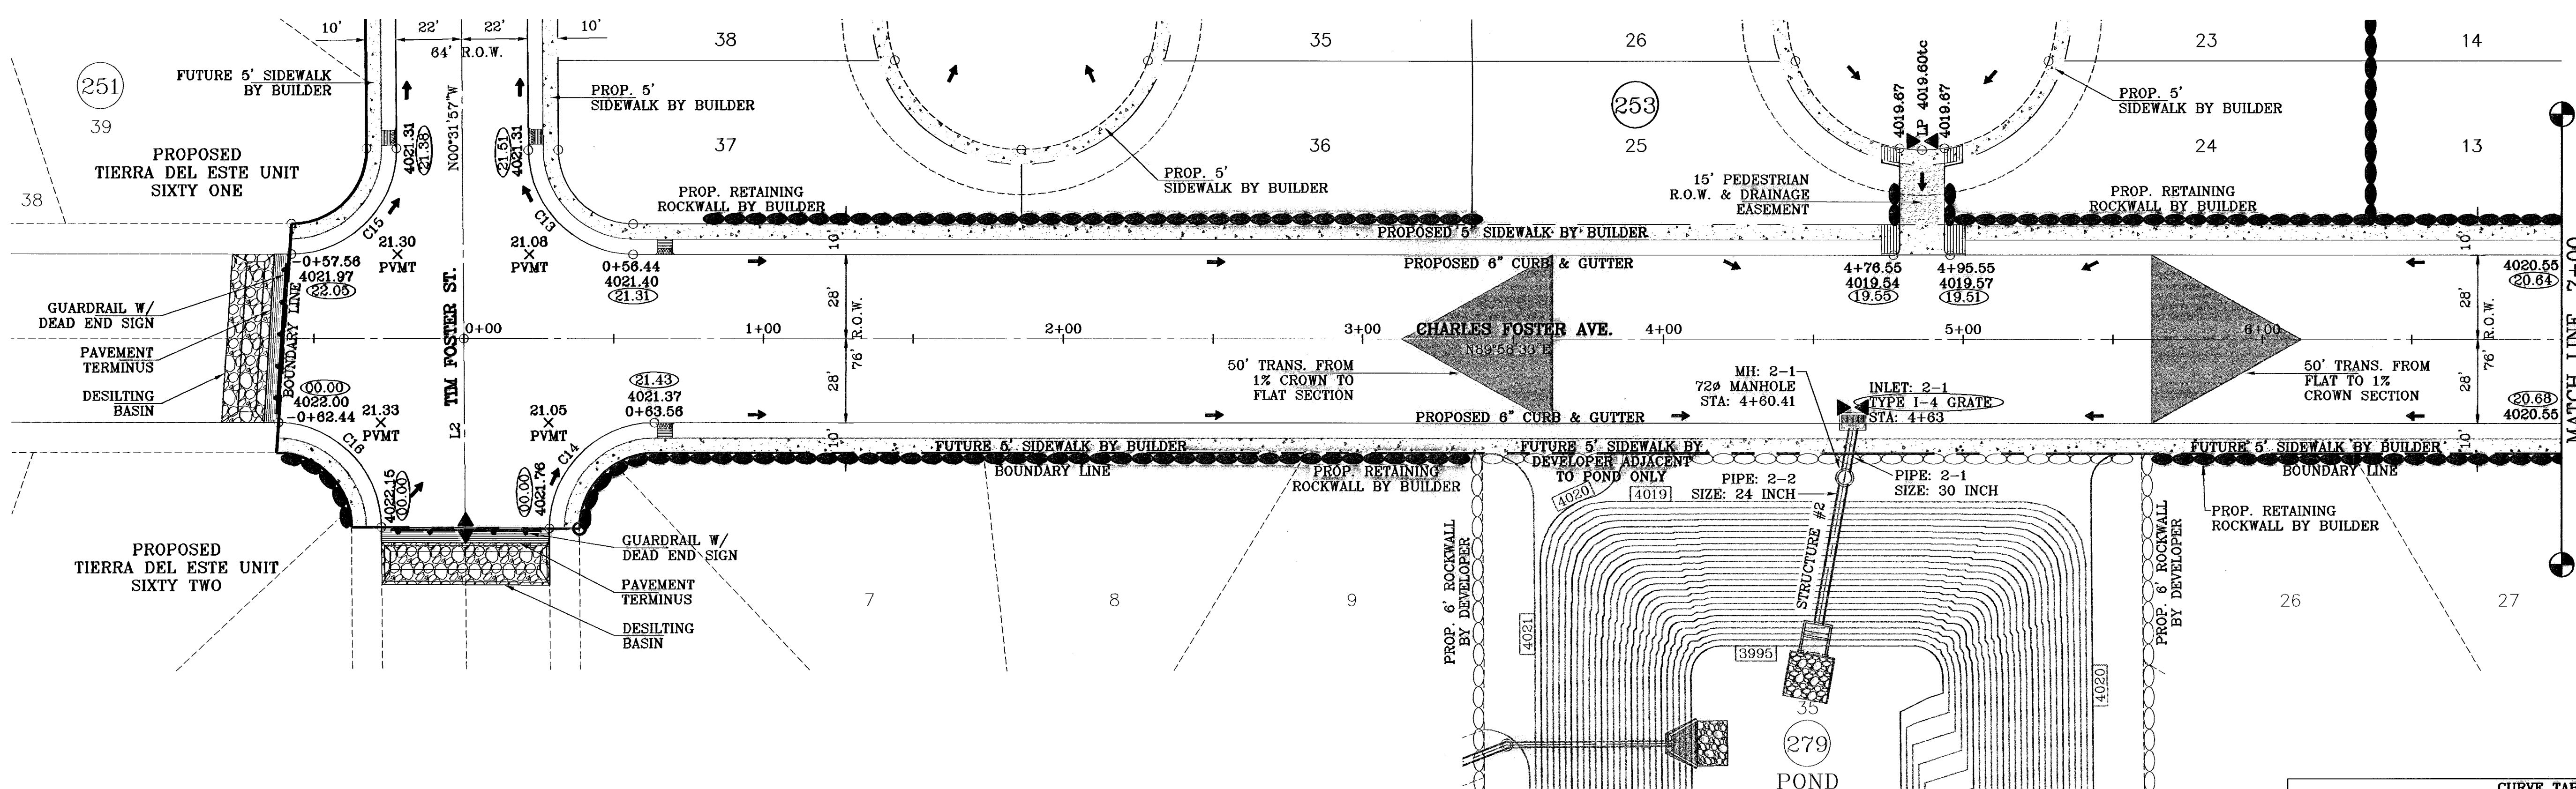 10'
22'
22'
10'
64' R.O.W.
38
35
26
23
14
251
39
FUTURE 5' SIDEWALK
BY BUILDER
PROP. 5'
SIDEWALK BY BUILDER
N00°31'57"W
4021.31
21.38
21.51
4021.31
253
4019.67
LP 4019.60tc
4019.67
PROP. 5'
SIDEWALK BY BUILDER
PROPOSED
TIERRA DEL ESTE UNIT
SIXTY ONE
38
37
36
25
24
13
PROP. 5'
SIDEWALK BY BUILDER
PROP. RETAINING
ROCKWALL BY BUILDER
15' PEDESTRIAN
R.O.W. & DRAINAGE
EASEMENT
PROP. RETAINING
ROCKWALL BY BUILDER
C15
C13
21.30
PVMT
21.08
PVMT
10'
PROPOSED 5' SIDEWALK BY BUILDER
10'
-0+57.56
4021.97
22.05
0+56.44
4021.40
21.31
PROPOSED 6" CURB & GUTTER
4+76.55
4019.54
19.55
4+95.55
4019.57
19.51
4020.55
20.64
GUARDRAIL W/
DEAD END SIGN
PAVEMENT
TERMINUS
DESILTING
BASIN
BOUNDARY LINE
L2 TIM FOSTER ST.
28'
76' R.O.W.
28'
28'
76' R.O.W.
28'
0+00
1+00
2+00
3+00
CHARLES FOSTER AVE.
4+00
5+00
6+00
N89°58'33"E
MATCH LINE 7+00
50' TRANS. FROM
1% CROWN TO
FLAT SECTION
MH: 2-1
72ø MANHOLE
STA: 4+60.41
INLET: 2-1
TYPE I-4 GRATE
STA: 4+63
50' TRANS. FROM
FLAT TO 1%
CROWN SECTION
00.00
4022.00
-0+62.44
21.33
PVMT
21.05
PVMT
21.43
4021.37
0+63.56
PROPOSED 6" CURB & GUTTER
20.68
4020.55
C16
C14
10'
FUTURE 5' SIDEWALK BY BUILDER
BOUNDARY LINE
PROP. RETAINING
ROCKWALL BY BUILDER
FUTURE 5' SIDEWALK BY
DEVELOPER ADJACENT
TO POND ONLY
FUTURE 5' SIDEWALK BY BUILDER
BOUNDARY LINE
10'
4022.15
00.00
00.00
4021.76
4020
4019
PIPE: 2-2
SIZE: 24 INCH
PIPE: 2-1
SIZE: 30 INCH
PROP. RETAINING
ROCKWALL BY BUILDER
PROPOSED
TIERRA DEL ESTE UNIT
SIXTY TWO
GUARDRAIL W/
DEAD END SIGN
PAVEMENT
TERMINUS
DESILTING
BASIN
7
8
9
PROP. 6' ROCKWALL
BY DEVELOPER
4021
STRUCTURE #2
3995
4020
PROP. 6' ROCKWALL
BY DEVELOPER
26
27
35
279
POND